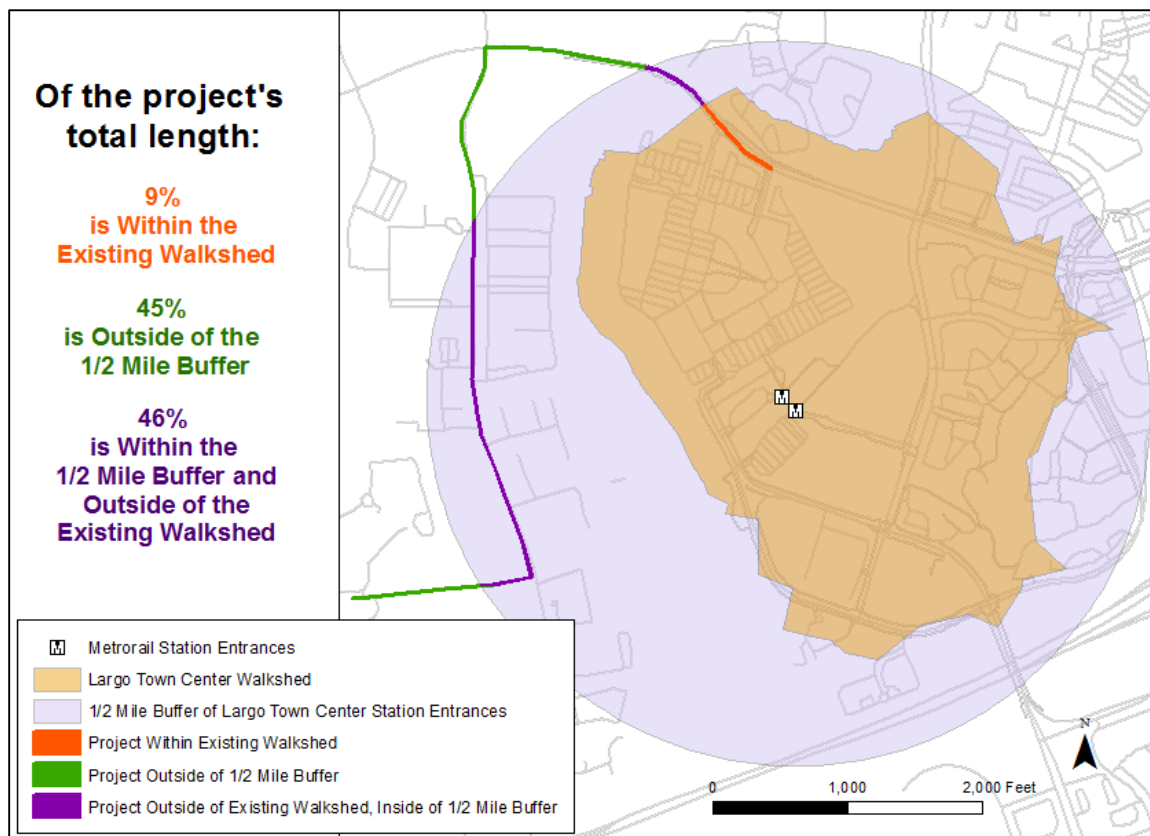 Of the project's
total length:
9%
is Within the
Existing Walkshed
45%
is Outside of the
1/2 Mile Buffer
46%
is Within the
1/2 Mile Buffer and
Outside of the
Existing Walkshed
M
M
M Metrorail Station Entrances
Largo Town Center Walkshed
1/2 Mile Buffer of Largo Town Center Station Entrances
Project Within Existing Walkshed
Project Outside of 1/2 Mile Buffer
Project Outside of Existing Walkshed, Inside of 1/2 Mile Buffer
N
0 1,000 2,000 Feet